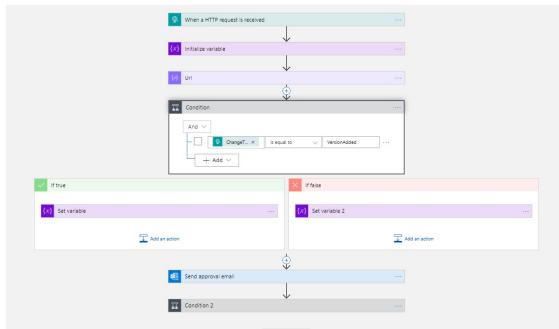 When a HTTP request is received
{x} Initialize variable
Url
Condition
And
ChangeT... × is equal to VersionAdded
+ Add
If true
If false
{x} Set variable
{x} Set variable 2
Add an action
Add an action
Send approval email
Condition 2